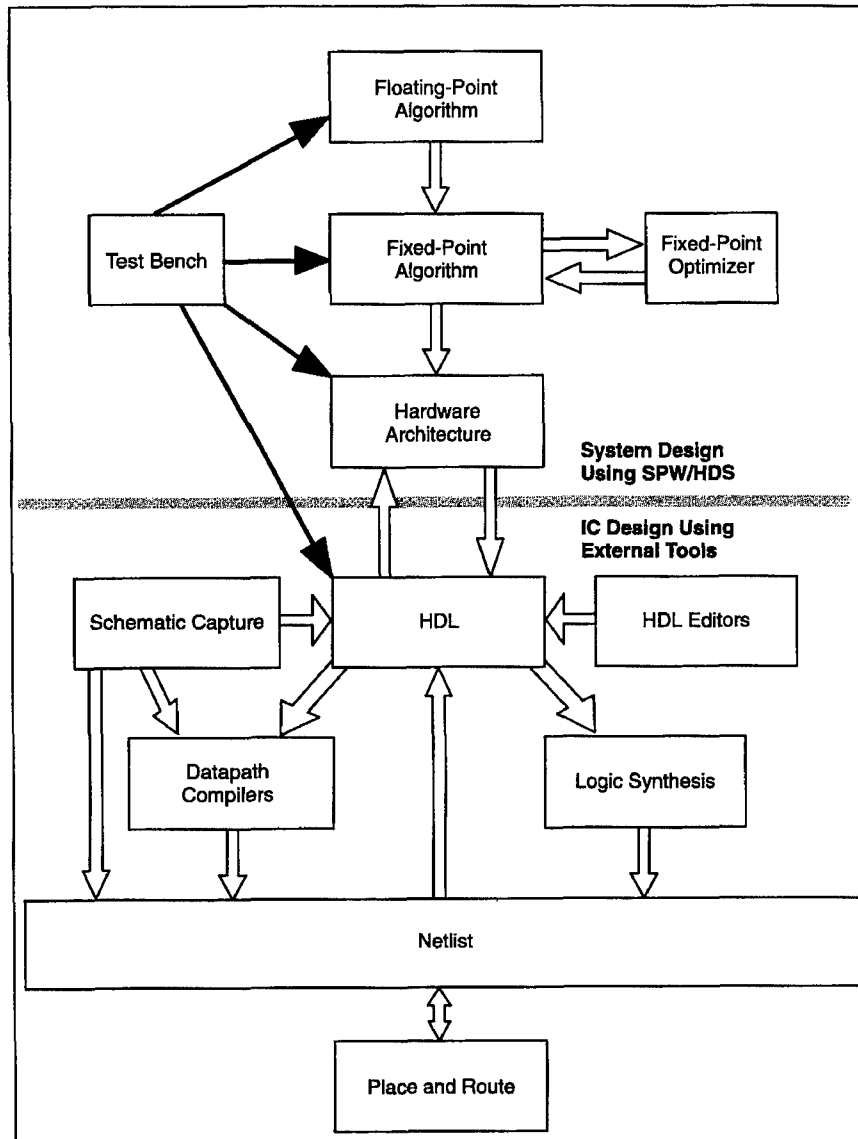 Floating-Point
Algorithm
Test Bench
Fixed-Point
Algorithm
Fixed-Point
Optimizer
Hardware
Architecture
System Design
Using SPW/HDS
IC Design Using
External Tools
Schematic Capture
HDL
HDL Editors
Datapath
Compilers
Logic Synthesis
Netlist
Place and Route